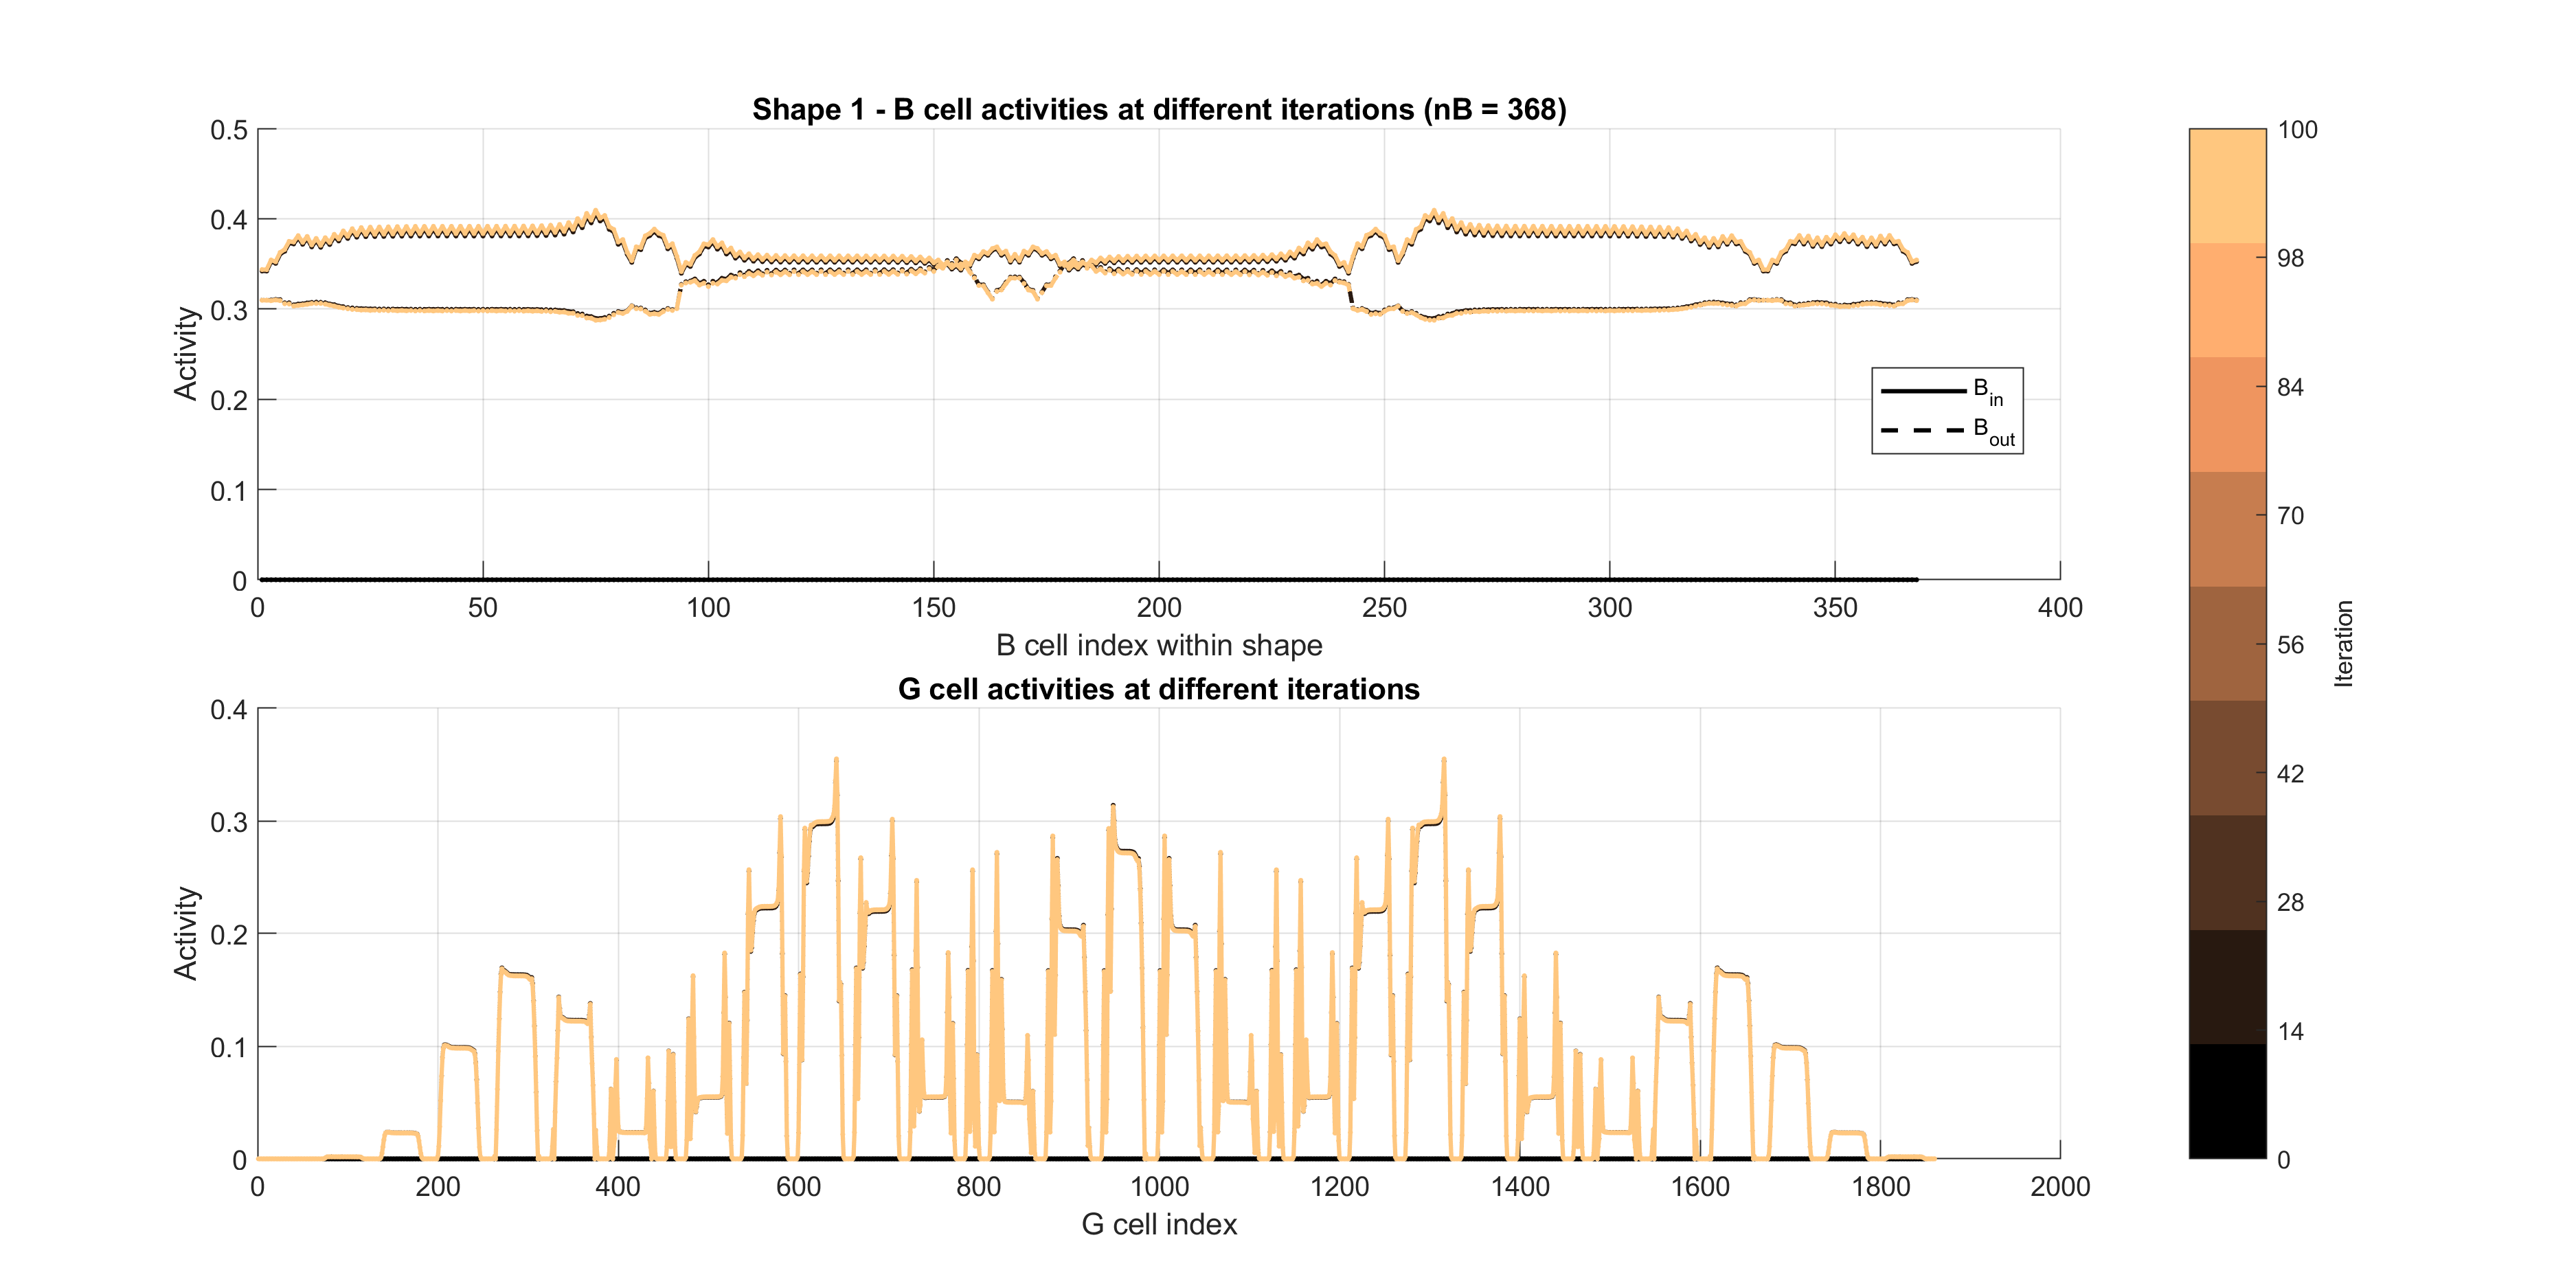 Shape 1 - B cell activities at different iterations (nB = 368)
0.5
0.4
0.3
0.2
0.1
0
Activity
0 50 100 150 200 250 300 350 400
B cell index within shape
B_in
B_out
G cell activities at different iterations
0.4
0.3
0.2
0.1
0
Activity
0 200 400 600 800 1000 1200 1400 1600 1800 2000
G cell index
100
98
84
70
56
42
28
14
0
Iteration